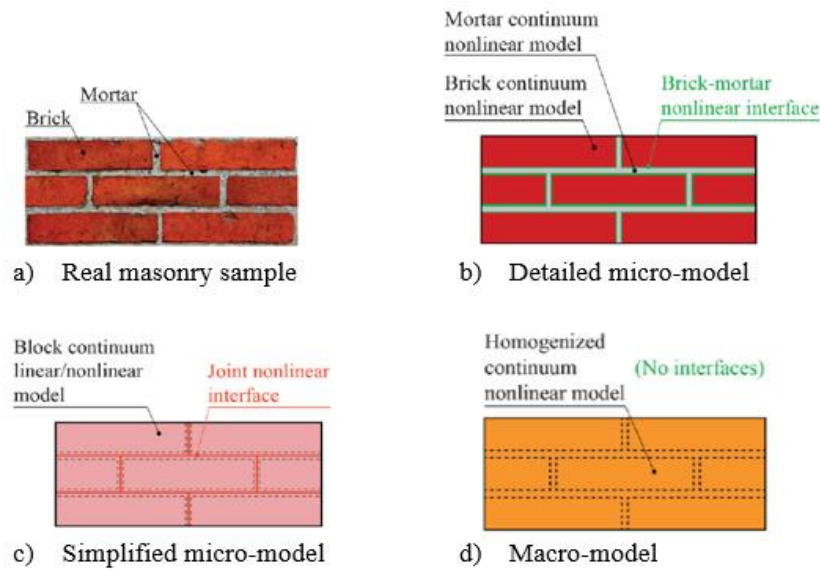 Mortar
Brick
a) Real masonry sample
Mortar continuum
nonlinear model
Brick continuum
nonlinear model
Brick-mortar
nonlinear interface
b) Detailed micro-model
Block continuum
linear/nonlinear
model
Joint nonlinear
interface
c) Simplified micro-model
Homogenized
continuum
nonlinear model
(No interfaces)
d) Macro-model